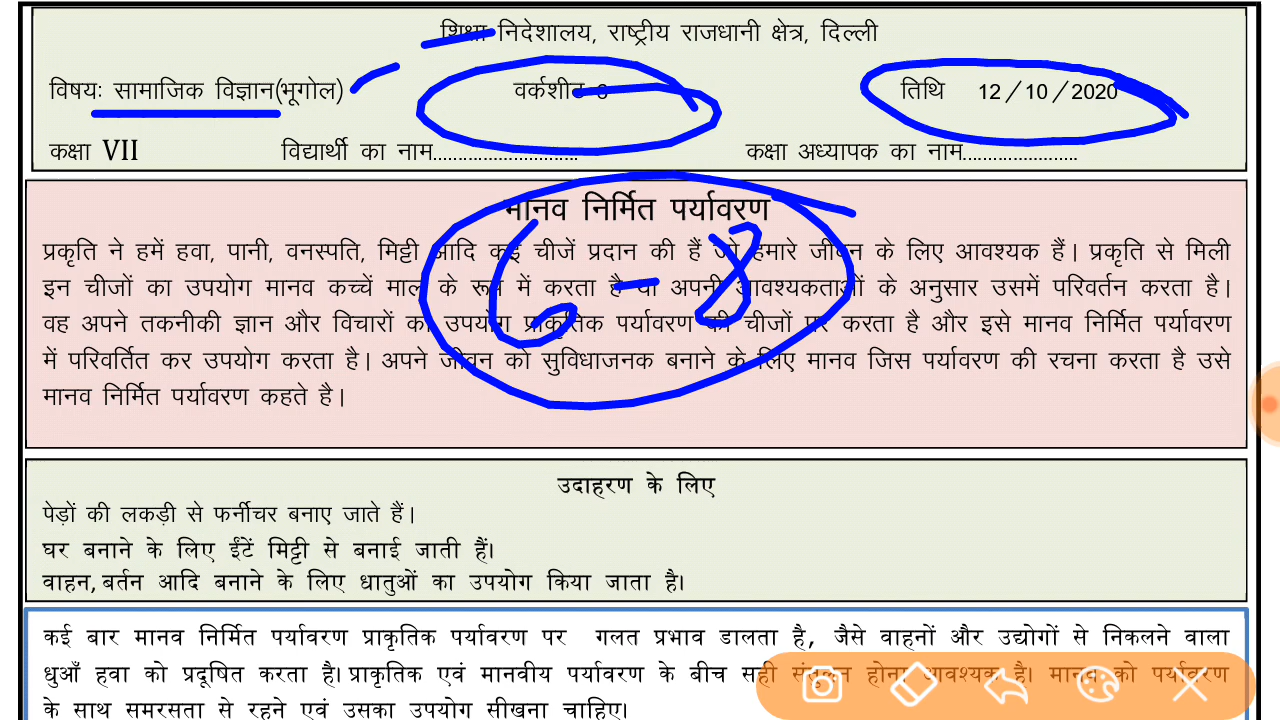 शिक्षा निदेशालय, राष्ट्रीय राजधानी क्षेत्र, दिल्ली
विषयः सामाजिक विज्ञान(भूगोल) वर्कशीट तिथि 12/10/2020
कक्षा VII विद्यार्थी का नाम............................. कक्षा अध्यापक का नाम.......................
मानव निर्मित पर्यावरण
प्रकृति ने हमें हवा, पानी, वनस्पति, मिट्टी आदि कई चीजें प्रदान की हैं जो हमारे जीवन के लिए आवश्यक हैं। प्रकृति से मिली
इन चीजों का उपयोग मानव कच्चें माल के रूप में करता है या अपनी आवश्यकताओं के अनुसार उसमें परिवर्तन करता है।
वह अपने तकनीकी ज्ञान और विचारों का उपयोग प्राकृतिक पर्यावरण की चीजों पर करता है और इसे मानव निर्मित पर्यावरण
में परिवर्तित कर उपयोग करता है। अपने जीवन को सुविधाजनक बनाने के लिए मानव जिस पर्यावरण की रचना करता है उसे
मानव निर्मित पर्यावरण कहते है।
6 - 8
उदाहरण के लिए
पेड़ों की लकड़ी से फर्नीचर बनाए जाते हैं।
घर बनाने के लिए ईंटें मिट्टी से बनाई जाती हैं।
वाहन, बर्तन आदि बनाने के लिए धातुओं का उपयोग किया जाता है।
कई बार मानव निर्मित पर्यावरण प्राकृतिक पर्यावरण पर गलत प्रभाव डालता है, जैसे वाहनों और उद्योगों से निकलने वाला
धुआँ हवा को प्रदूषित करता है। प्राकृतिक एवं मानवीय पर्यावरण के बीच सही संतुलन होना आवश्यक है। मानव को पर्यावरण
के साथ समरसता से रहने एवं उसका उपयोग सीखना चाहिए।